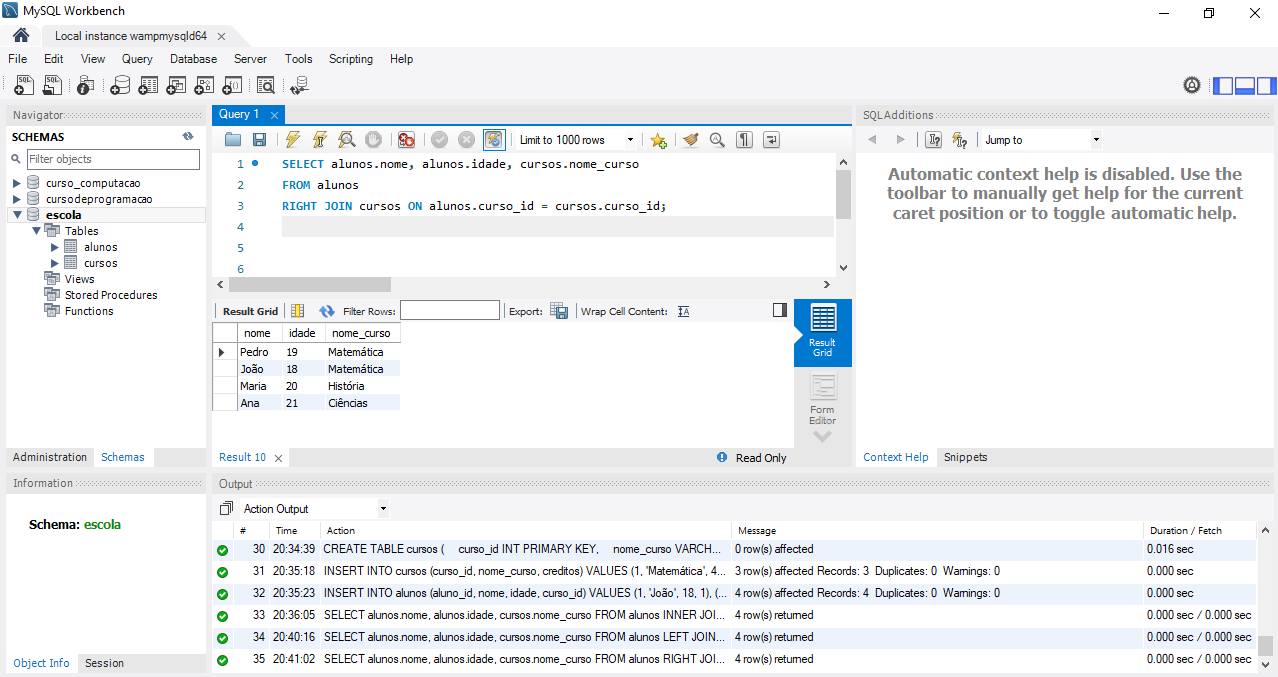 MySQL Workbench
Local instance wampmysqld64
File Edit View Query Database Server Tools Scripting Help
Navigator
SCHEMAS
Filter objects
curso_computacao
cursodeprogramacao
escola
Tables
alunos
cursos
Views
Stored Procedures
Functions
Administration Schemas
Information
Schema: escola
Object Info Session
Query 1
Limit to 1000 rows
1 SELECT alunos.nome, alunos.idade, cursos.nome_curso
2 FROM alunos
3 RIGHT JOIN cursos ON alunos.curso_id = cursos.curso_id;
4
5
6
Result Grid Filter Rows: Export: Wrap Cell Content:
nome idade nome_curso
Pedro 19 Matemática
João 18 Matemática
Maria 20 História
Ana 21 Ciências
Result Grid
Form Editor
Result 10 Read Only
SQLAdditions
Jump to
Automatic context help is disabled. Use the
toolbar to manually get help for the current
caret position or to toggle automatic help.
Context Help Snippets
Output
Action Output
# Time Action Message Duration / Fetch
30 20:34:39 CREATE TABLE cursos ( curso_id INT PRIMARY KEY, nome_curso VARCH... 0 row(s) affected 0.016 sec
31 20:35:18 INSERT INTO cursos (curso_id, nome_curso, creditos) VALUES (1, 'Matemática', 4... 3 row(s) affected Records: 3 Duplicates: 0 Warnings: 0 0.000 sec
32 20:35:23 INSERT INTO alunos (aluno_id, nome, idade, curso_id) VALUES (1, 'João', 18, 1), (... 4 row(s) affected Records: 4 Duplicates: 0 Warnings: 0 0.000 sec
33 20:36:05 SELECT alunos.nome, alunos.idade, cursos.nome_curso FROM alunos INNER JOI... 4 row(s) returned 0.000 sec / 0.000 sec
34 20:40:16 SELECT alunos.nome, alunos.idade, cursos.nome_curso FROM alunos LEFT JOIN... 4 row(s) returned 0.000 sec / 0.000 sec
35 20:41:02 SELECT alunos.nome, alunos.idade, cursos.nome_curso FROM alunos RIGHT JOI... 4 row(s) returned 0.000 sec / 0.000 sec